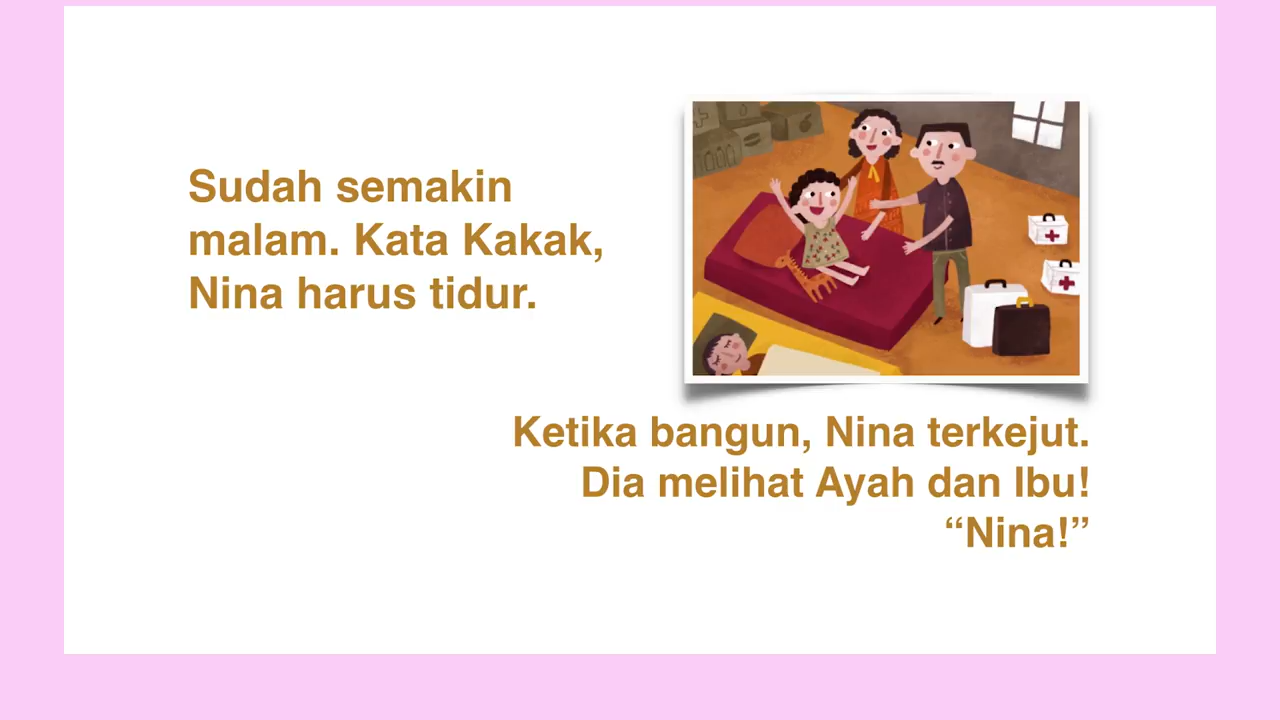 Sudah semakin
malam. Kata Kakak,
Nina harus tidur.
Ketika bangun, Nina terkejut.
Dia melihat Ayah dan Ibu!
“Nina!”